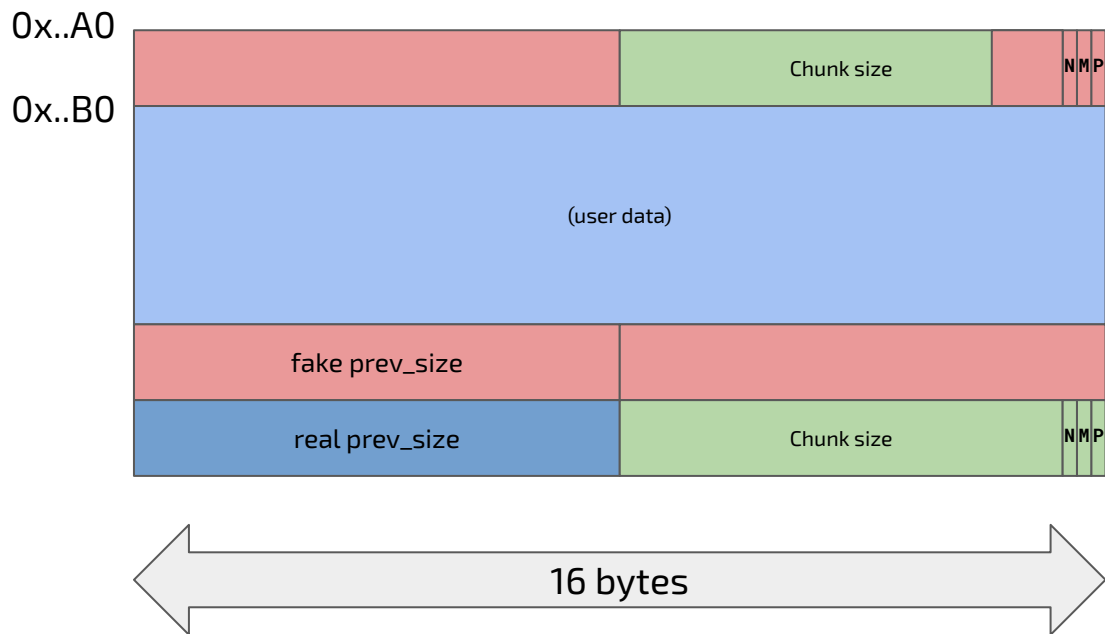 0x..A0
Chunk size
N M P
0x..B0
(user data)
fake prev_size
real prev_size
Chunk size
N M P
16 bytes